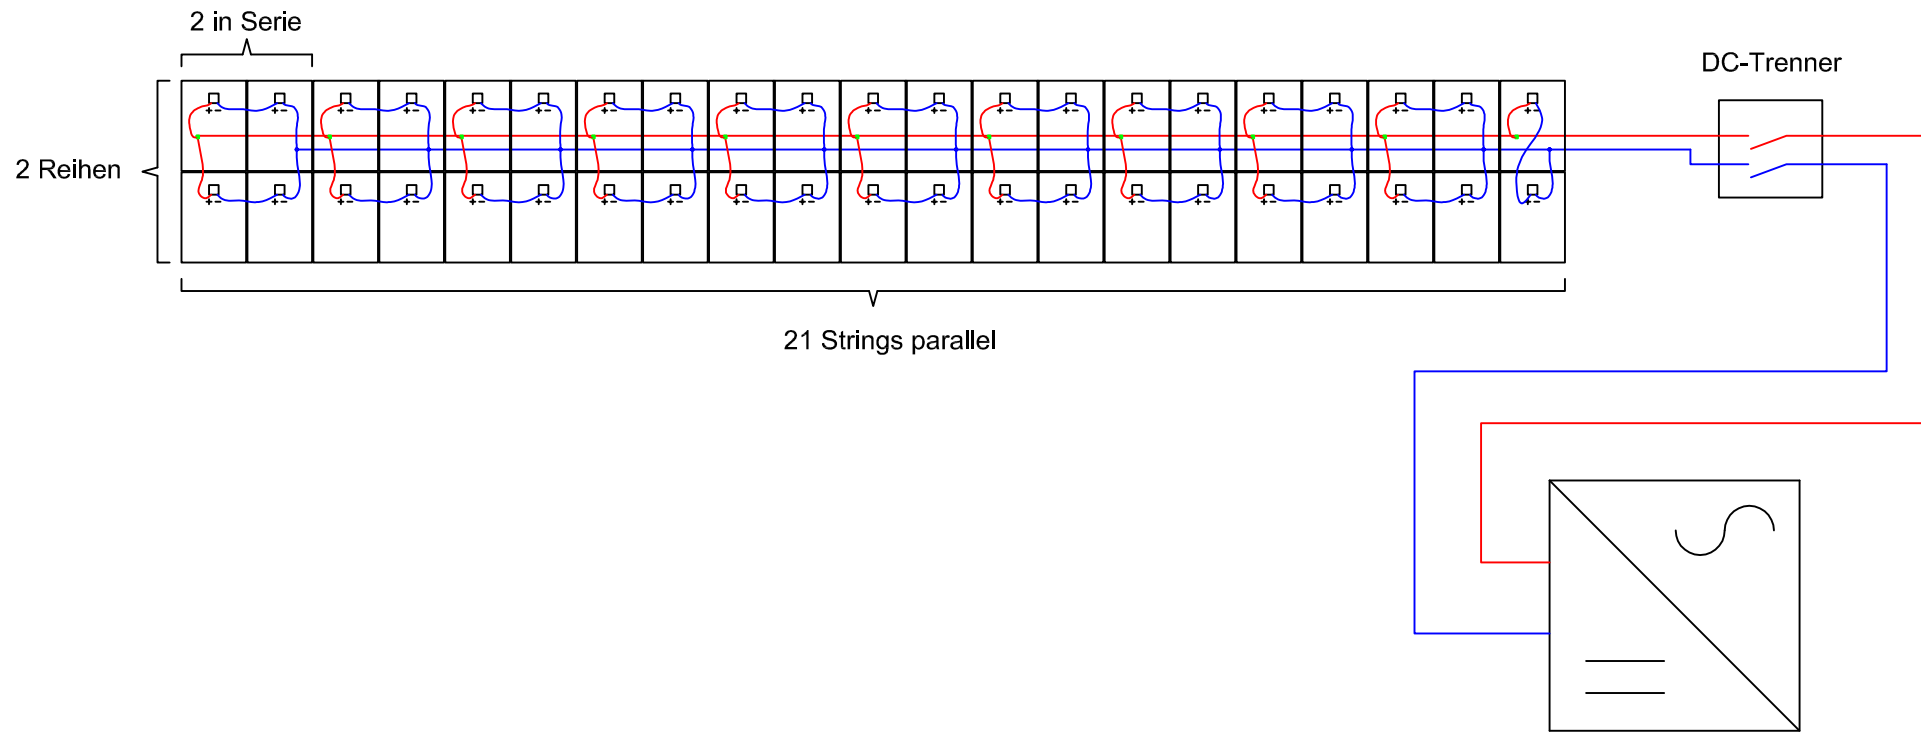 2 in Serie
DC-Trenner
2 Reihen
21 Strings parallel